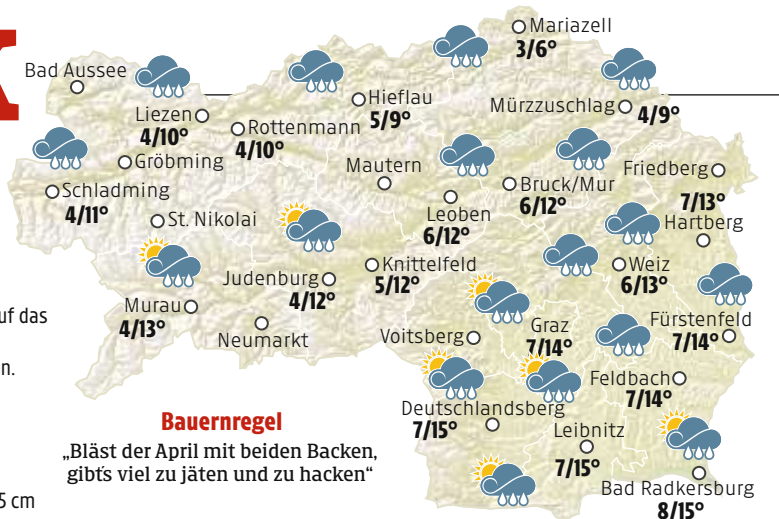 K
Mariazell
3/6°
Bad Aussee
Liezen
4/10°
Rottenmann
4/10°
Hieflau
5/9°
Mürzzuschlag
4/9°
Gröbming
Schladming
4/11°
St. Nikolai
Mautern
Leoben
6/12°
Bruck/Mur
6/12°
Friedberg
7/13°
Hartberg
Weiz
6/13°
Judenburg
4/12°
Knittelfeld
5/12°
Murau
4/13°
Neumarkt
Voitsberg
Graz
7/14°
Fürstenfeld
7/14°
Feldbach
7/14°
Deutschlandsberg
7/15°
Leibnitz
7/15°
Bad Radkersburg
8/15°
uf das
n.
5 cm
Bauernregel
„Bläst der April mit beiden Backen,
gibt's viel zu jäten und zu hacken“